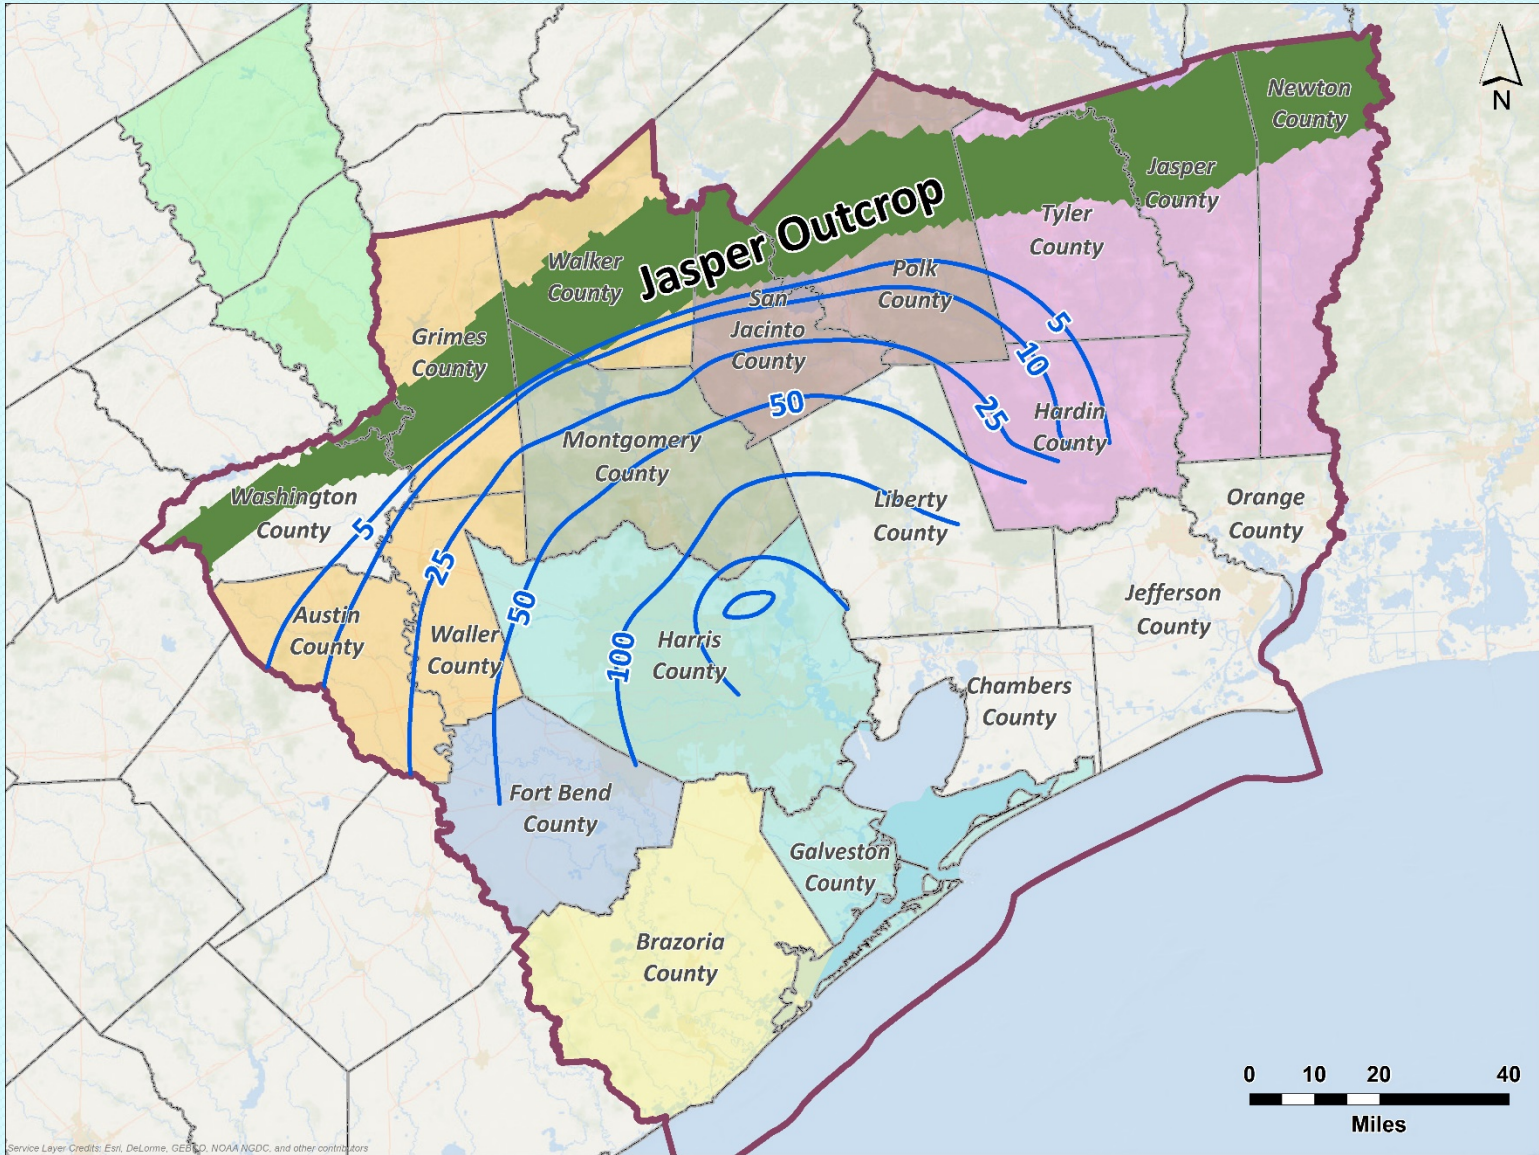 N
Newton
County
Jasper
County
Tyler
County
Jasper Outcrop
Walker
County
Polk
County
San
Jacinto
County
Grimes
County
5
10
25
Hardin
County
50
Montgomery
County
Washington
County
5
Liberty
County
Orange
County
25
50
Jefferson
County
Austin
County
Waller
County
100
Harris
County
Chambers
County
Fort Bend
County
Galveston
County
Brazoria
County
0 10 20 40
Miles
Service Layer Credits: Esri, DeLorme, GEBCO, NOAA NGDC, and other contributors